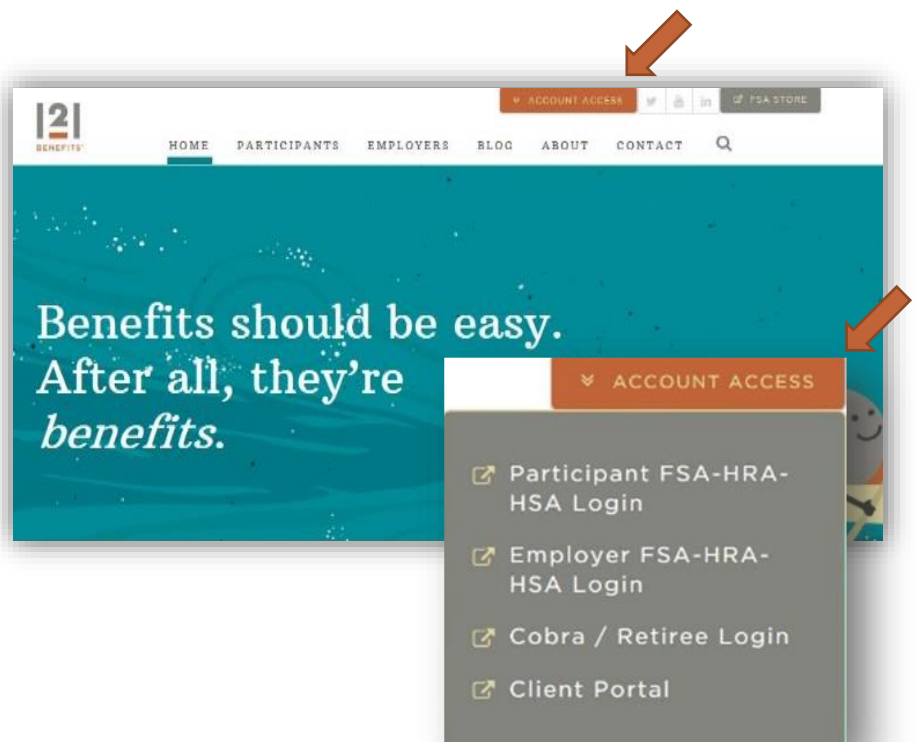 |2|
BENEFITS
ACCOUNT ACCESS
in
FSA STORE
HOME PARTICIPANTS EMPLOYERS BLOG ABOUT CONTACT
Benefits should be easy.
After all, they're
benefits.
ACCOUNT ACCESS
Participant FSA-HRA-
HSA Login
Employer FSA-HRA-
HSA Login
Cobra / Retiree Login
Client Portal